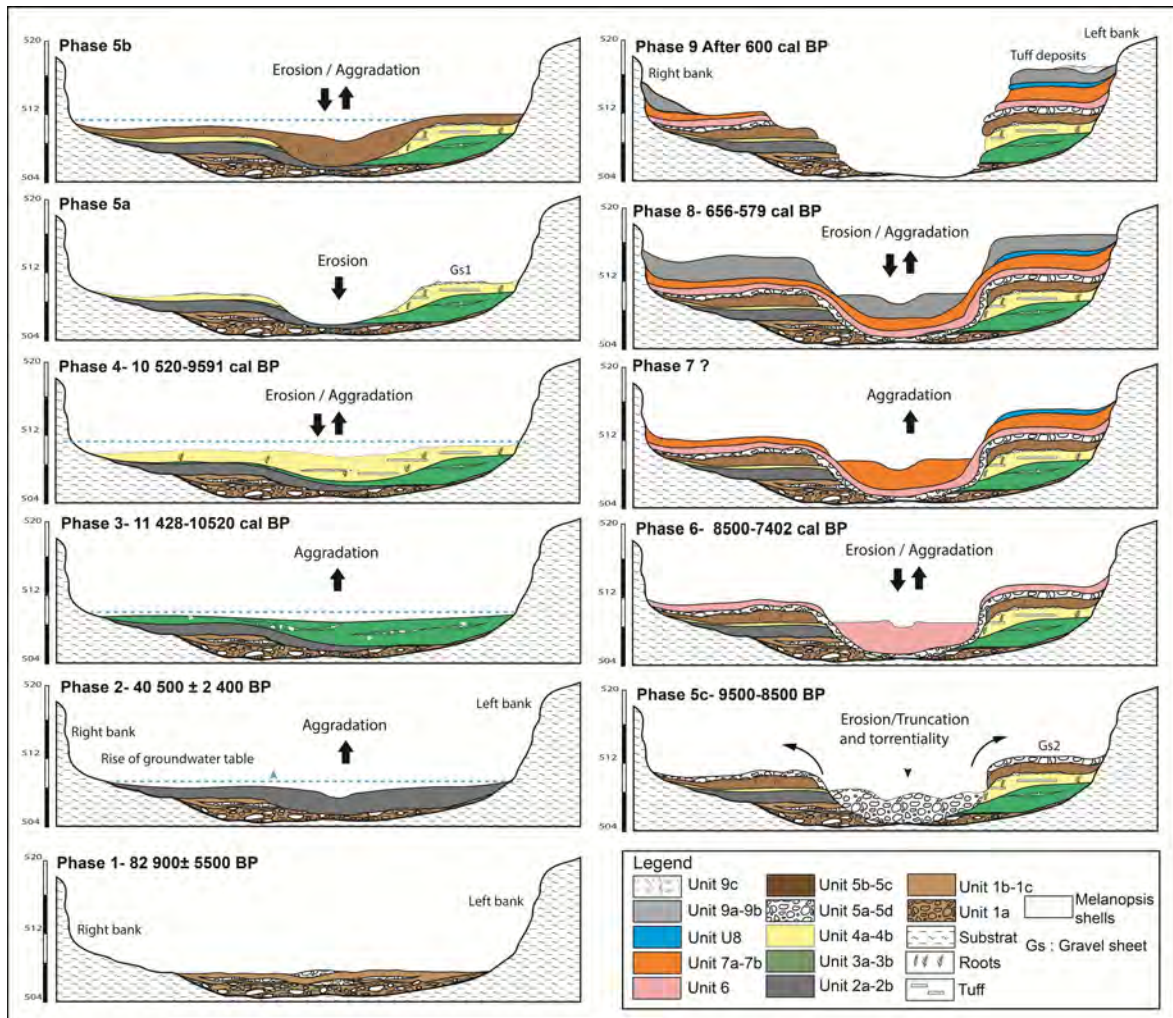 520
Phase 5b
Erosion / Aggradation
512
504
520
Phase 5a
Erosion
Gs1
512
504
520
Phase 4- 10 520-9591 cal BP
Erosion / Aggradation
512
504
520
Phase 3- 11 428-10520 cal BP
Aggradation
512
504
520
Phase 2- 40 500 ± 2 400 BP
Left bank
Right bank
Aggradation
Rise of groundwater table
512
504
520
Phase 1- 82 900± 5500 BP
Left bank
Right bank
512
504
520
Phase 9 After 600 cal BP
Left bank
Right bank
Tuff deposits
512
504
520
Phase 8- 656-579 cal BP
Erosion / Aggradation
512
504
520
Phase 7 ?
Aggradation
512
504
520
Phase 6- 8500-7402 cal BP
Erosion / Aggradation
512
504
520
Phase 5c- 9500-8500 BP
Erosion/Truncation
and torrentiality
Gs2
512
504
Legend
Unit 9c
Unit 9a-9b
Unit U8
Unit 7a-7b
Unit 6
Unit 5b-5c
Unit 5a-5d
Unit 4a-4b
Unit 3a-3b
Unit 2a-2b
Unit 1b-1c
Unit 1a
Substrat
Roots
Tuff
Melanopsis
shells
Gs : Gravel sheet